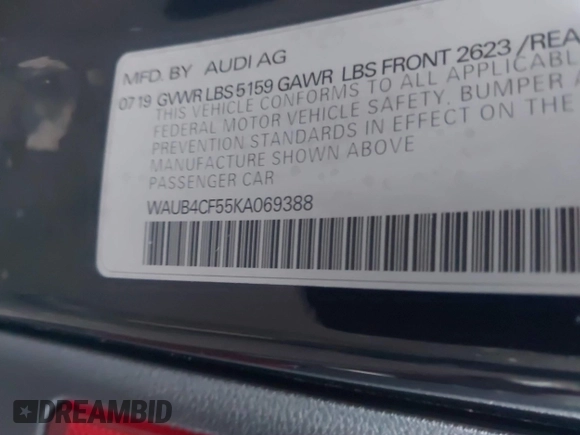 MFD. BY AUDI AG
07 19 GVWR LBS 5159 GAWR LBS FRONT 2623 /REA
THIS VEHICLE CONFORMS TO ALL APPLICABLE
FEDERAL MOTOR VEHICLE SAFETY, BUMPER A
PREVENTION STANDARDS IN EFFECT ON THE
MANUFACTURE SHOWN ABOVE
PASSENGER CAR
WAUB4CF55KA069388
DREAMBID